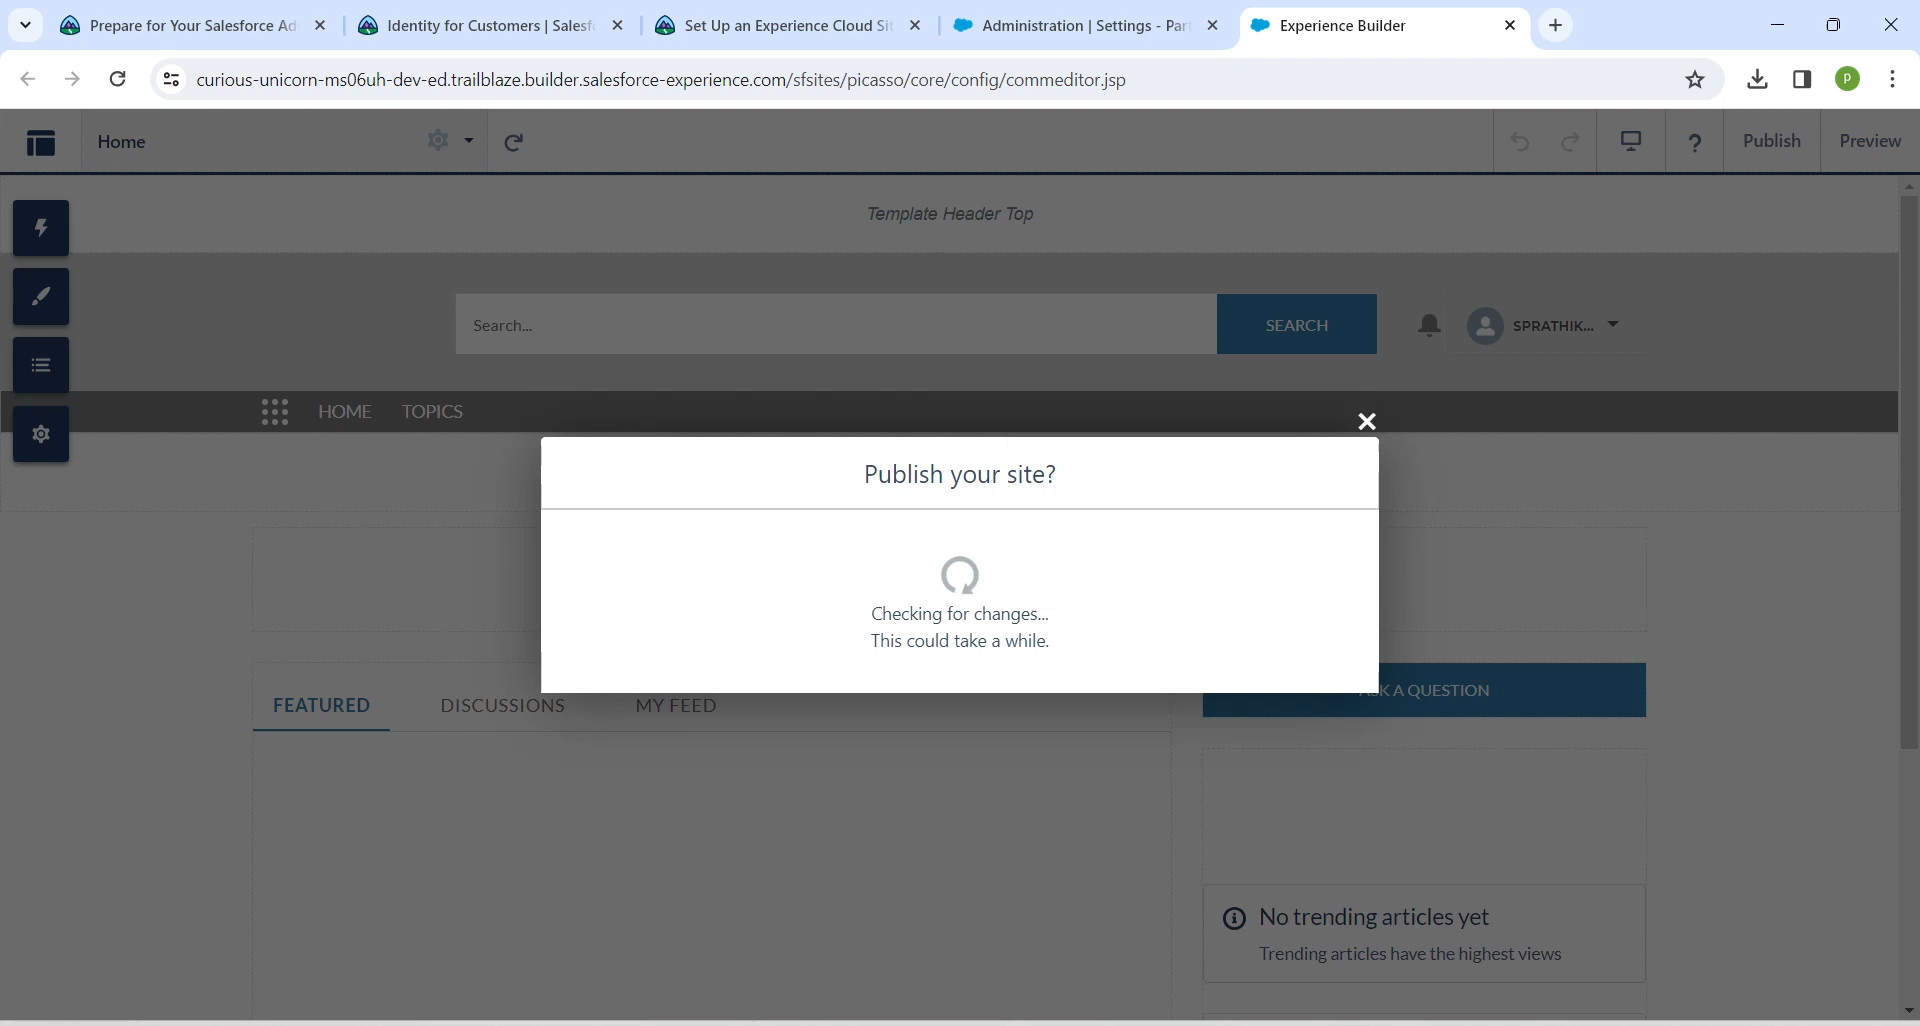 Prepare for Your Salesforce Ad
Identity for Customers | Salesf
Set Up an Experience Cloud Sit
Administration | Settings - Part
Experience Builder
curious-unicorn-ms06uh-dev-ed.trailblaze.builder.salesforce-experience.com/sfsites/picasso/core/config/commeditor.jsp
P
Home
?
Publish
Preview
Template Header Top
Search...
SEARCH
SPRATHIK...
HOME
TOPICS
Publish your site?
Checking for changes...
This could take a while.
ASK A QUESTION
FEATURED
DISCUSSIONS
MY FEED
No trending articles yet
Trending articles have the highest views